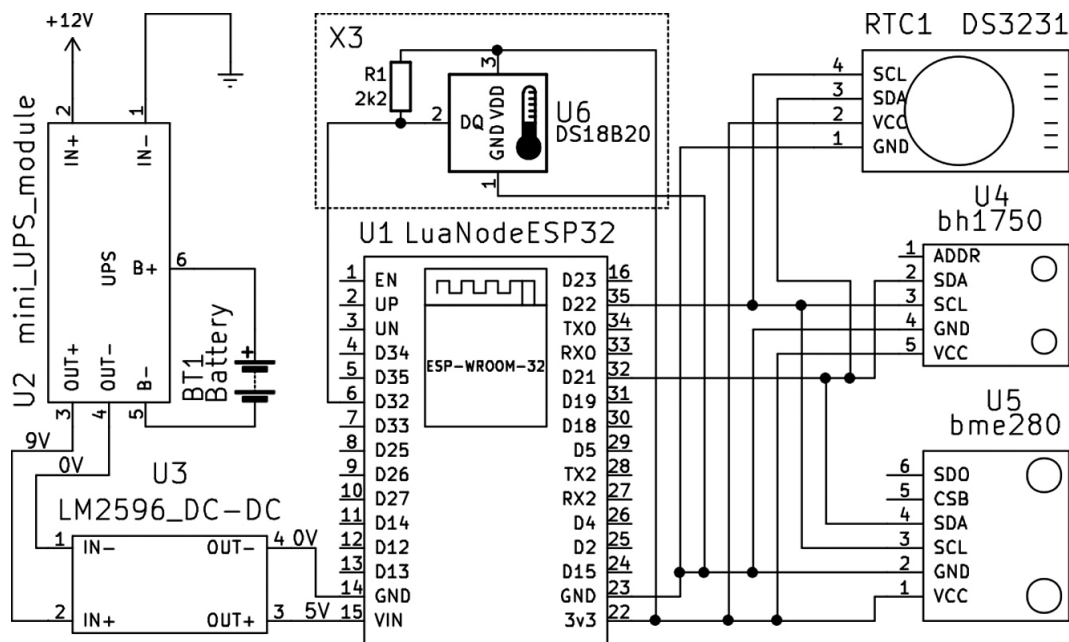 +12V
2
1
IN+
IN-
UPS
B+
6
OUT+
OUT-
B-
3
4
5
U2 mini_UPS_module
BT1
Battery
+
9V
0V
U3
LM2596_DC-DC
1 IN-
OUT- 4 0V
2 IN+
OUT+ 3 5V
X3
R1
2k2
3
2 DQ
GND VDD
1
U6
DS18B20
U1 LuaNodeESP32
ESP-WROOM-32
1 EN
2 UP
3 UN
4 D34
5 D35
6 D32
7 D33
8 D25
9 D26
10 D27
11 D14
12 D12
13 D13
14 GND
15 VIN
D23 16
D22 35
TX0 34
RX0 33
D21 32
D19 31
D18 30
D5 29
TX2 28
RX2 27
D4 26
D2 25
D15 24
GND 23
3v3 22
RTC1 DS3231
4 SCL
3 SDA
2 VCC
1 GND
U4
bh1750
1 ADDR
2 SDA
3 SCL
4 GND
5 VCC
U5
bme280
6 SDO
5 CSB
4 SDA
3 SCL
2 GND
1 VCC